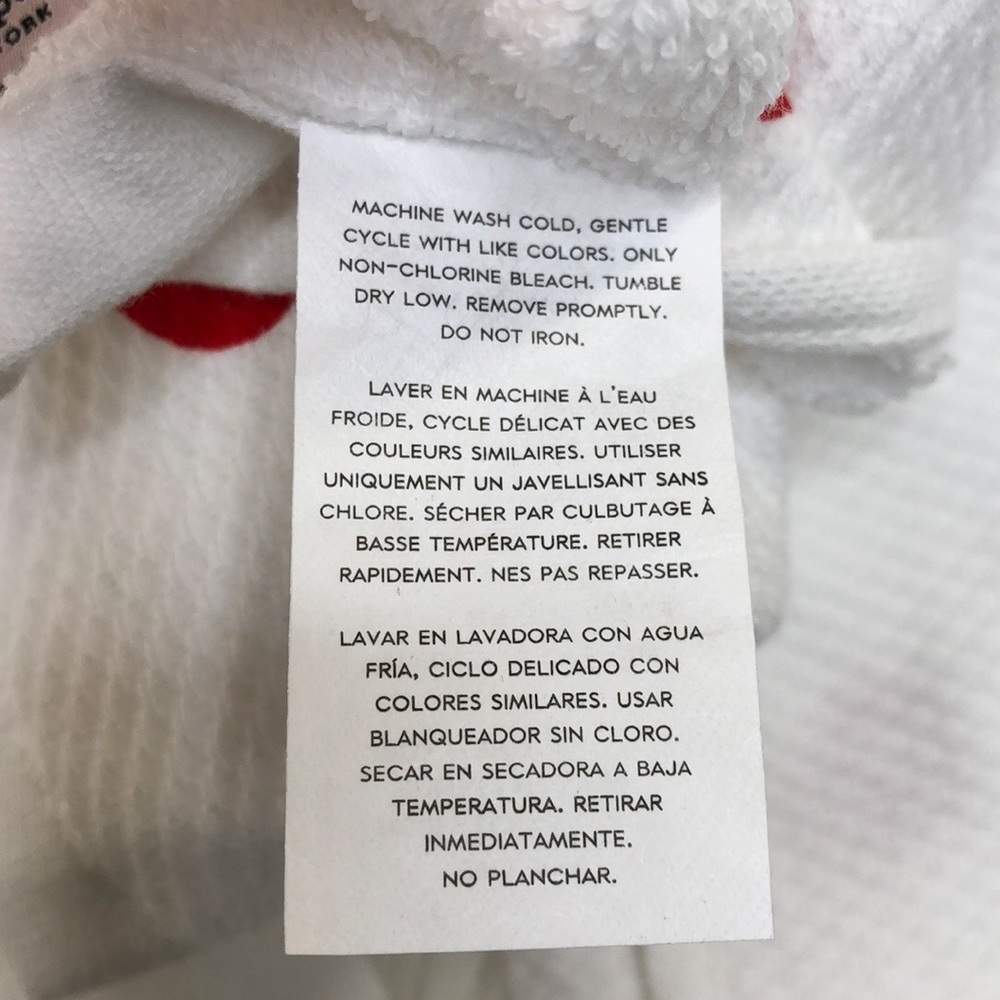 ORK
MACHINE WASH COLD, GENTLE
CYCLE WITH LIKE COLORS. ONLY
NON-CHLORINE BLEACH. TUMBLE
DRY LOW. REMOVE PROMPTLY.
DO NOT IRON.
LAVER EN MACHINE À L'EAU
FROIDE, CYCLE DÉLICAT AVEC DES
COULEURS SIMILAIRES. UTILISER
UNIQUEMENT UN JAVELLISANT SANS
CHLORE. SÉCHER PAR CULBUTAGE À
BASSE TEMPÉRATURE. RETIRER
RAPIDEMENT. NES PAS REPASSER.
LAVAR EN LAVADORA CON AGUA
FRÍA, CICLO DELICADO CON
COLORES SIMILARES. USAR
BLANQUEADOR SIN CLORO.
SECAR EN SECADORA A BAJA
TEMPERATURA. RETIRAR
INMEDIATAMENTE.
NO PLANCHAR.